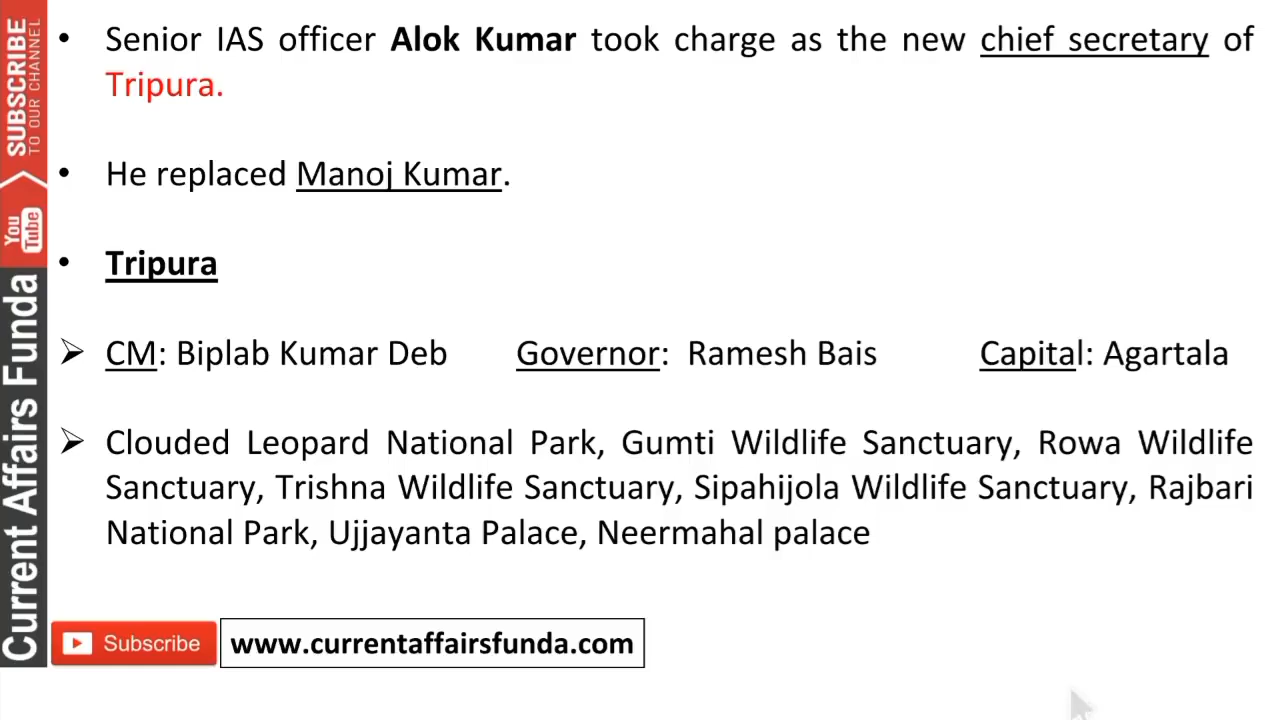 • Senior IAS officer Alok Kumar took charge as the new chief secretary of
Tripura.
• He replaced Manoj Kumar.
• Tripura
➢ CM: Biplab Kumar Deb Governor: Ramesh Bais Capital: Agartala
➢ Clouded Leopard National Park, Gumti Wildlife Sanctuary, Rowa Wildlife
Sanctuary, Trishna Wildlife Sanctuary, Sipahijola Wildlife Sanctuary, Rajbari
National Park, Ujjayanta Palace, Neermahal palace
Subscribe www.currentaffairsfunda.com
SUBSCRIBE
TO OUR CHANNEL
You
Tube
Current Affairs Funda